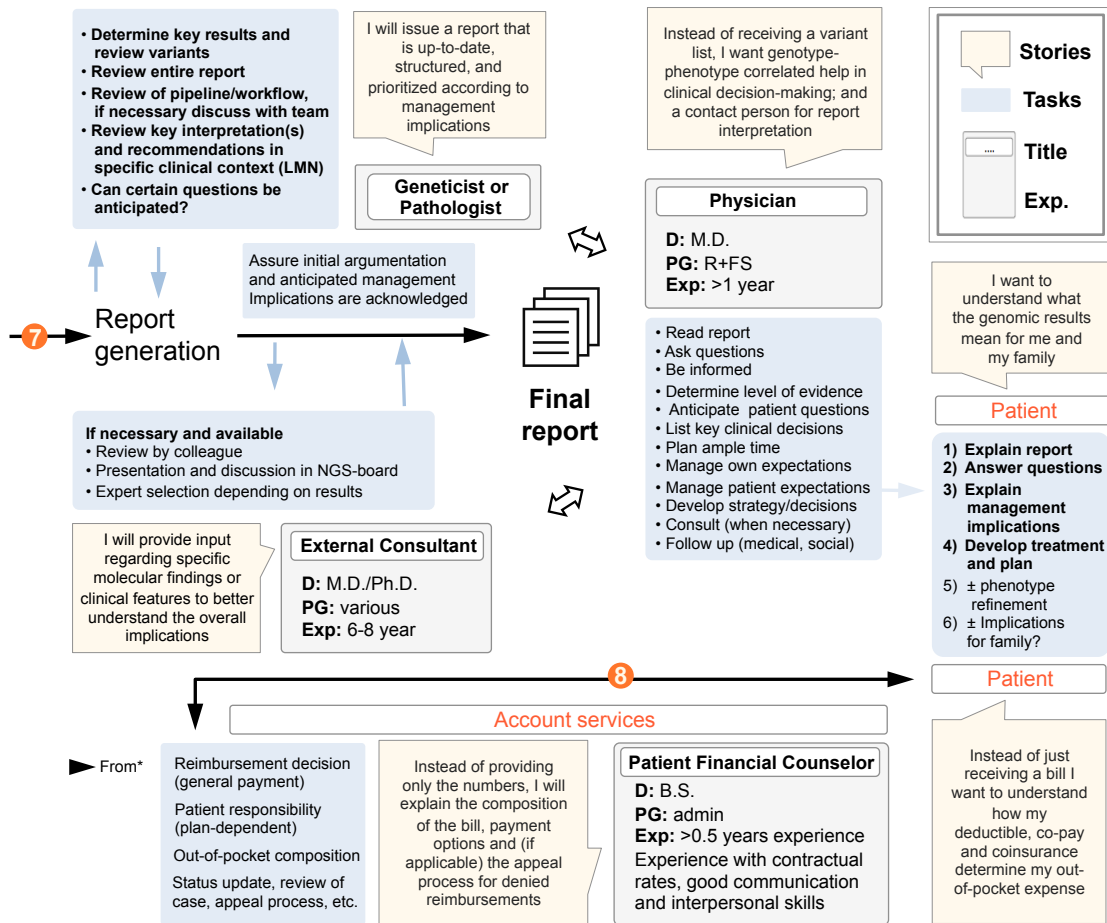 • Determine key results and
review variants
• Review entire report
• Review of pipeline/workflow,
if necessary discuss with team
• Review key interpretation(s)
and recommendations in
specific clinical context (LMN)
• Can certain questions be
anticipated?
I will issue a report that
is up-to-date,
structured, and
prioritized according to
management
implications
Geneticist or
Pathologist
Instead of receiving a variant
list, I want genotype-
phenotype correlated help in
clinical decision-making; and
a contact person for report
interpretation
Physician
D: M.D.
PG: R+FS
Exp: >1 year
Stories
Tasks
....
Title
Exp.
7
Report
generation
Assure initial argumentation
and anticipated management
Implications are acknowledged
Final
report
I want to
understand what
the genomic results
mean for me and
my family
Patient
• Read report
• Ask questions
• Be informed
• Determine level of evidence
• Anticipate patient questions
• List key clinical decisions
• Plan ample time
• Manage own expectations
• Manage patient expectations
• Develop strategy/decisions
• Consult (when necessary)
• Follow up (medical, social)
1) Explain report
2) Answer questions
3) Explain
management
implications
4) Develop treatment
and plan
5) ± phenotype
refinement
6) ± Implications
for family?
If necessary and available
• Review by colleague
• Presentation and discussion in NGS-board
• Expert selection depending on results
I will provide input
regarding specific
molecular findings or
clinical features to better
understand the overall
implications
External Consultant
D: M.D./Ph.D.
PG: various
Exp: 6-8 year
8
Patient
Account services
From*
Reimbursement decision
(general payment)
Patient responsibility
(plan-dependent)
Out-of-pocket composition
Status update, review of
case, appeal process, etc.
Instead of providing
only the numbers, I will
explain the composition
of the bill, payment
options and (if
applicable) the appeal
process for denied
reimbursements
Patient Financial Counselor
D: B.S.
PG: admin
Exp: >0.5 years experience
Experience with contractual
rates, good communication
and interpersonal skills
Instead of just
receiving a bill I
want to understand
how my
deductible, co-pay
and coinsurance
determine my out-
of-pocket expense